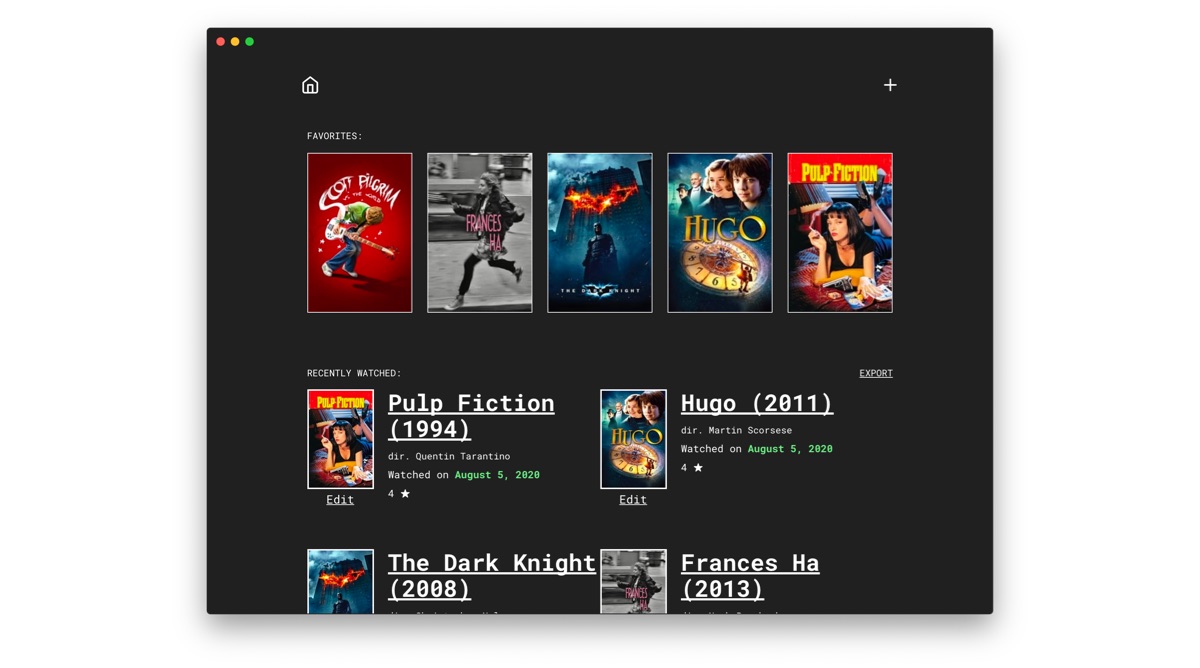 FAVORITES:
SCOTT PILGRIM
VS. THE WORLD
FRANCES
HA
THE DARK KNIGHT
HUGO
PULP FICTION
RECENTLY WATCHED:
EXPORT
PULP FICTION
Pulp Fiction
(1994)
dir. Quentin Tarantino
Watched on August 5, 2020
4 ★
Edit
HUGO
Hugo (2011)
dir. Martin Scorsese
Watched on August 5, 2020
4 ★
Edit
The Dark Knight
(2008)
FRANCES
HA
Frances Ha
(2013)